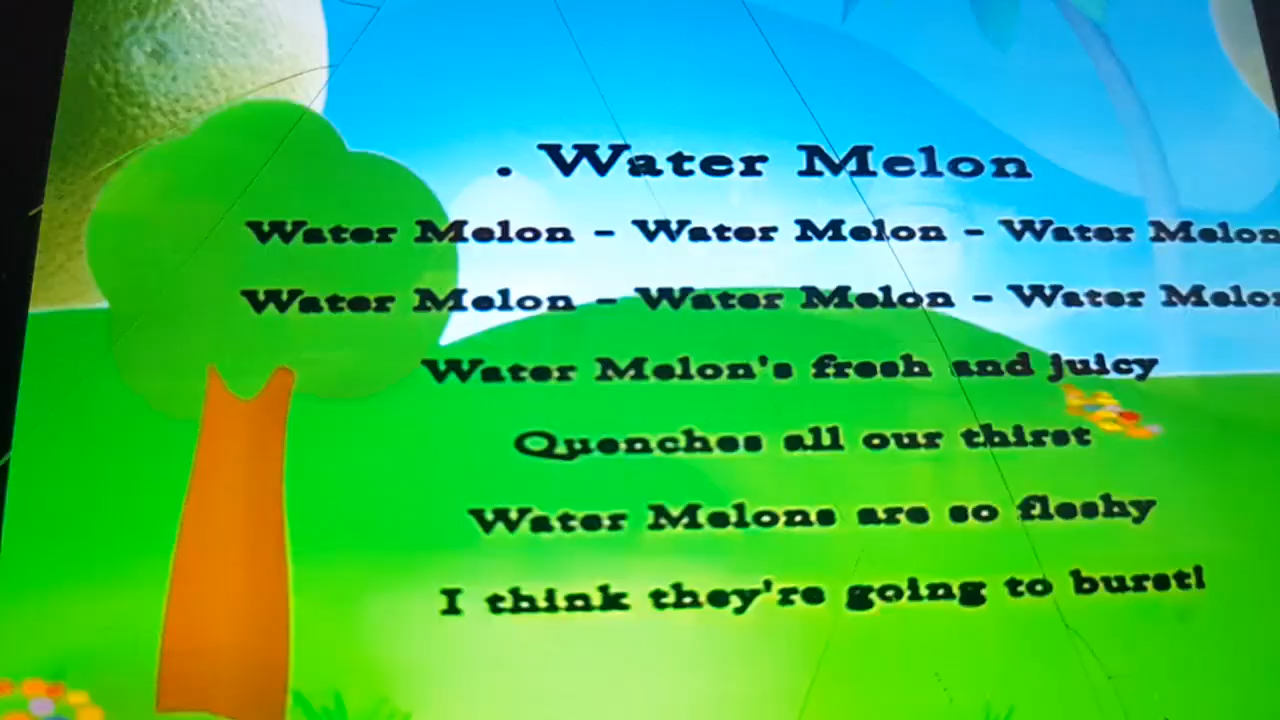 . Water Melon
Water Melon - Water Melon - Water Melon
Water Melon - Water Melon - Water Melon
Water Melon's fresh and juicy
Quenches all our thirst
Water Melons are so fleshy
I think they're going to burst!